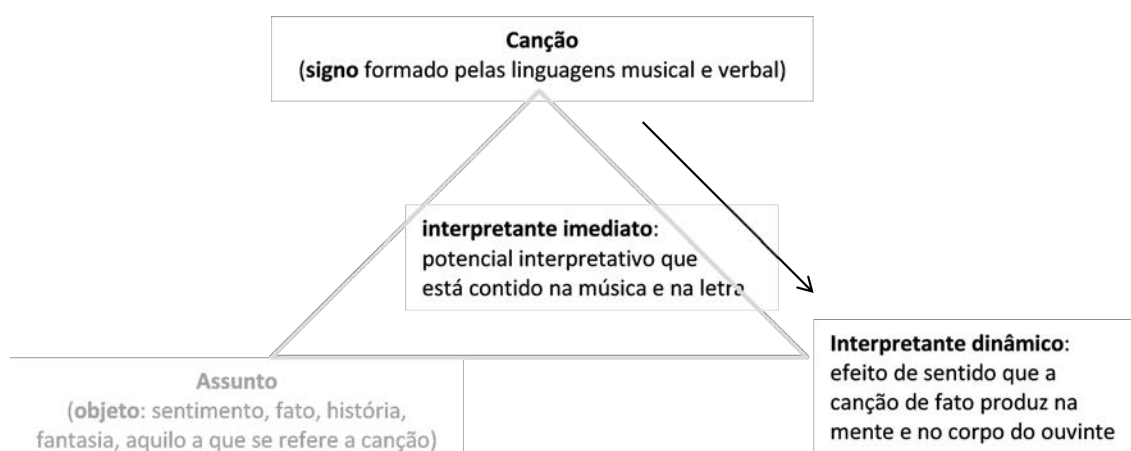 Canção
(signo formado pelas linguagens musical e verbal)
interpretante imediato:
potencial interpretativo que
está contido na música e na letra
Interpretante dinâmico:
efeito de sentido que a
canção de fato produz na
mente e no corpo do ouvinte
Assunto
(objeto: sentimento, fato, história,
fantasia, aquilo a que se refere a canção)